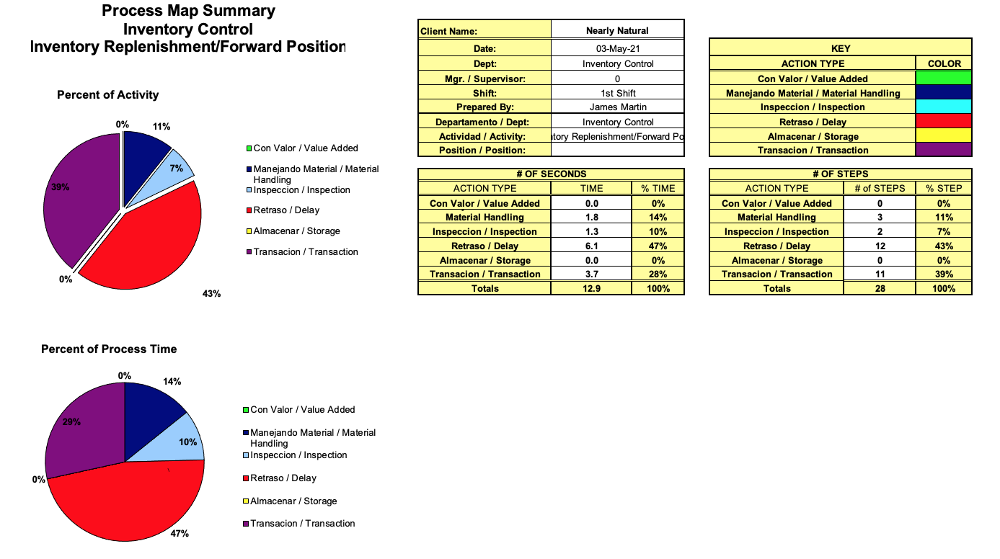 Process Map Summary
Inventory Control
Inventory Replenishment/Forward Position
Percent of Activity
0%
11%
7%
39%
0%
43%
Con Valor / Value Added
Manejando Material / Material
Handling
Inspeccion / Inspection
Retraso / Delay
Almacenar / Storage
Transacion / Transaction
Percent of Process Time
0%
14%
29%
10%
0%
47%
Con Valor / Value Added
Manejando Material / Material
Handling
Inspeccion / Inspection
Retraso / Delay
Almacenar / Storage
Transacion / Transaction
Client Name: Nearly Natural
Date: 03-May-21
Dept: Inventory Control
Mgr. / Supervisor: 0
Shift: 1st Shift
Prepared By: James Martin
Departamento / Dept: Inventory Control
Actividad / Activity: tory Replenishment/Forward Po
Position / Position:
KEY
ACTION TYPE COLOR
Con Valor / Value Added
Manejando Material / Material Handling
Inspeccion / Inspection
Retraso / Delay
Almacenar / Storage
Transacion / Transaction
# OF SECONDS
ACTION TYPE TIME % TIME
Con Valor / Value Added 0.0 0%
Material Handling 1.8 14%
Inspeccion / Inspection 1.3 10%
Retraso / Delay 6.1 47%
Almacenar / Storage 0.0 0%
Transacion / Transaction 3.7 28%
Totals 12.9 100%
# OF STEPS
ACTION TYPE # of STEPS % STEP
Con Valor / Value Added 0 0%
Material Handling 3 11%
Inspeccion / Inspection 2 7%
Retraso / Delay 12 43%
Almacenar / Storage 0 0%
Transacion / Transaction 11 39%
Totals 28 100%